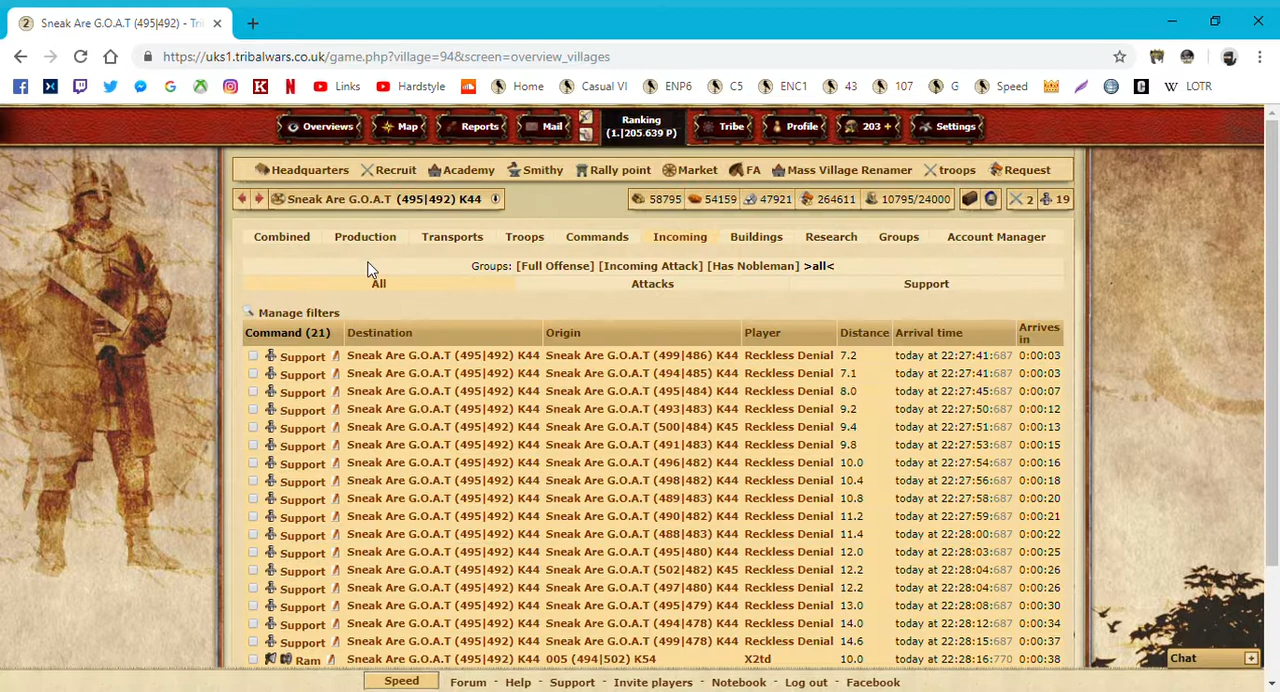 2 Sneak Are G.O.A.T (495|492) - Tri
https://uks1.tribalwars.co.uk/game.php?village=94&screen=overview_villages
Links Hardstyle Home Casual VI ENP6 C5 ENC1 43 107 G Speed LOTR
Overviews Map Reports Mail Ranking Tribe Profile 203 + Settings
(1.|205.639 P)
Headquarters Recruit Academy Smithy Rally point Market FA Mass Village Renamer troops Request
Sneak Are G.O.A.T (495|492) K44 58795 54159 47921 264611 10795/24000 2 19
Combined Production Transports Troops Commands Incoming Buildings Research Groups Account Manager
Groups: [Full Offense] [Incoming Attack] [Has Nobleman] >all<
All Attacks Support
Manage filters
Command (21) Destination Origin Player Distance Arrival time Arrives in
Support Sneak Are G.O.A.T (495|492) K44 Sneak Are G.O.A.T (499|486) K44 Reckless Denial 7.2 today at 22:27:41:687 0:00:03
Support Sneak Are G.O.A.T (495|492) K44 Sneak Are G.O.A.T (494|485) K44 Reckless Denial 7.1 today at 22:27:41:687 0:00:03
Support Sneak Are G.O.A.T (495|492) K44 Sneak Are G.O.A.T (495|484) K44 Reckless Denial 8.0 today at 22:27:45:687 0:00:07
Support Sneak Are G.O.A.T (495|492) K44 Sneak Are G.O.A.T (493|483) K44 Reckless Denial 9.2 today at 22:27:50:687 0:00:12
Support Sneak Are G.O.A.T (495|492) K44 Sneak Are G.O.A.T (500|484) K45 Reckless Denial 9.4 today at 22:27:51:687 0:00:13
Support Sneak Are G.O.A.T (495|492) K44 Sneak Are G.O.A.T (491|483) K44 Reckless Denial 9.8 today at 22:27:53:687 0:00:15
Support Sneak Are G.O.A.T (495|492) K44 Sneak Are G.O.A.T (496|482) K44 Reckless Denial 10.0 today at 22:27:54:687 0:00:16
Support Sneak Are G.O.A.T (495|492) K44 Sneak Are G.O.A.T (498|482) K44 Reckless Denial 10.4 today at 22:27:56:687 0:00:18
Support Sneak Are G.O.A.T (495|492) K44 Sneak Are G.O.A.T (489|483) K44 Reckless Denial 10.8 today at 22:27:58:687 0:00:20
Support Sneak Are G.O.A.T (495|492) K44 Sneak Are G.O.A.T (490|482) K44 Reckless Denial 11.2 today at 22:27:59:687 0:00:21
Support Sneak Are G.O.A.T (495|492) K44 Sneak Are G.O.A.T (488|483) K44 Reckless Denial 11.4 today at 22:28:00:687 0:00:22
Support Sneak Are G.O.A.T (495|492) K44 Sneak Are G.O.A.T (495|480) K44 Reckless Denial 12.0 today at 22:28:03:687 0:00:25
Support Sneak Are G.O.A.T (495|492) K44 Sneak Are G.O.A.T (502|482) K45 Reckless Denial 12.2 today at 22:28:04:687 0:00:26
Support Sneak Are G.O.A.T (495|492) K44 Sneak Are G.O.A.T (497|480) K44 Reckless Denial 12.2 today at 22:28:04:687 0:00:26
Support Sneak Are G.O.A.T (495|492) K44 Sneak Are G.O.A.T (495|479) K44 Reckless Denial 13.0 today at 22:28:08:687 0:00:30
Support Sneak Are G.O.A.T (495|492) K44 Sneak Are G.O.A.T (494|478) K44 Reckless Denial 14.0 today at 22:28:12:687 0:00:34
Support Sneak Are G.O.A.T (495|492) K44 Sneak Are G.O.A.T (499|478) K44 Reckless Denial 14.6 today at 22:28:15:687 0:00:37
Ram Sneak Are G.O.A.T (495|492) K44 005 (494|502) K54 X2td 10.0 today at 22:28:16:770 0:00:38
Chat
Speed Forum - Help - Support - Invite players - Notebook - Log out - Facebook